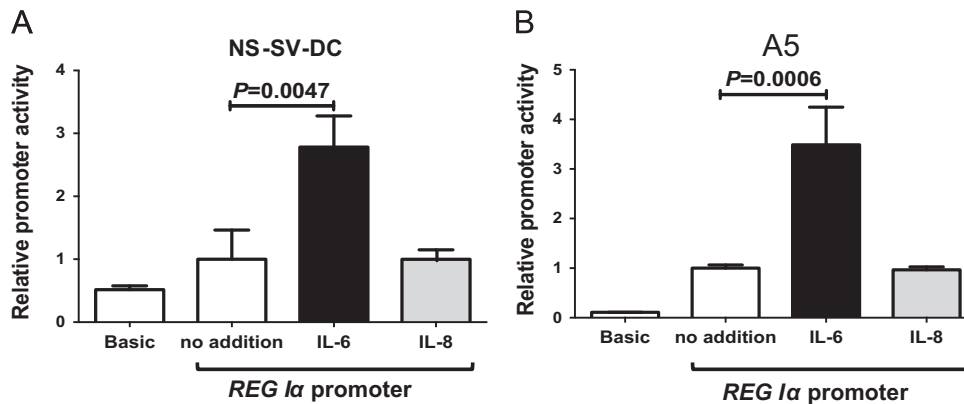 A
NS-SV-DC
Relative promoter activity
4
3
2
1
0
P=0.0047
Basic
no addition
IL-6
IL-8
REG Iα promoter
B
A5
Relative promoter activity
5
4
3
2
1
0
P=0.0006
Basic
no addition
IL-6
IL-8
REG Iα promoter